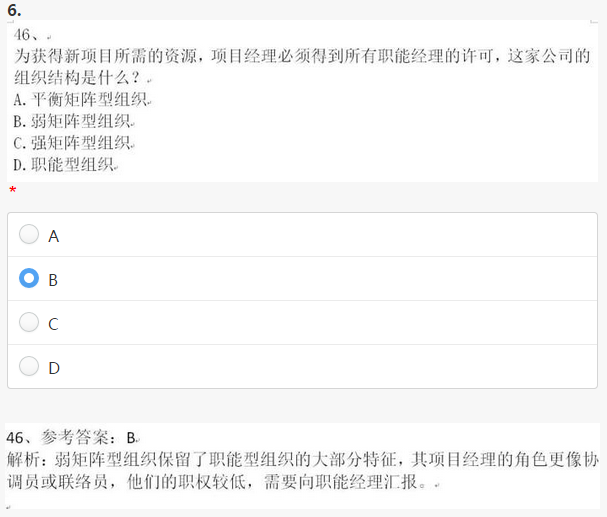 6.
46、
为获得新项目所需的资源，项目经理必须得到所有职能经理的许可，这家公司的
组织结构是什么？
A. 平衡矩阵型组织
B. 弱矩阵型组织
C. 强矩阵型组织
D. 职能型组织
*
A
B
C
D
46、参考答案：B
解析：弱矩阵型组织保留了职能型组织的大部分特征，其项目经理的角色更像协
调员或联络员，他们的职权较低，需要向职能经理汇报。